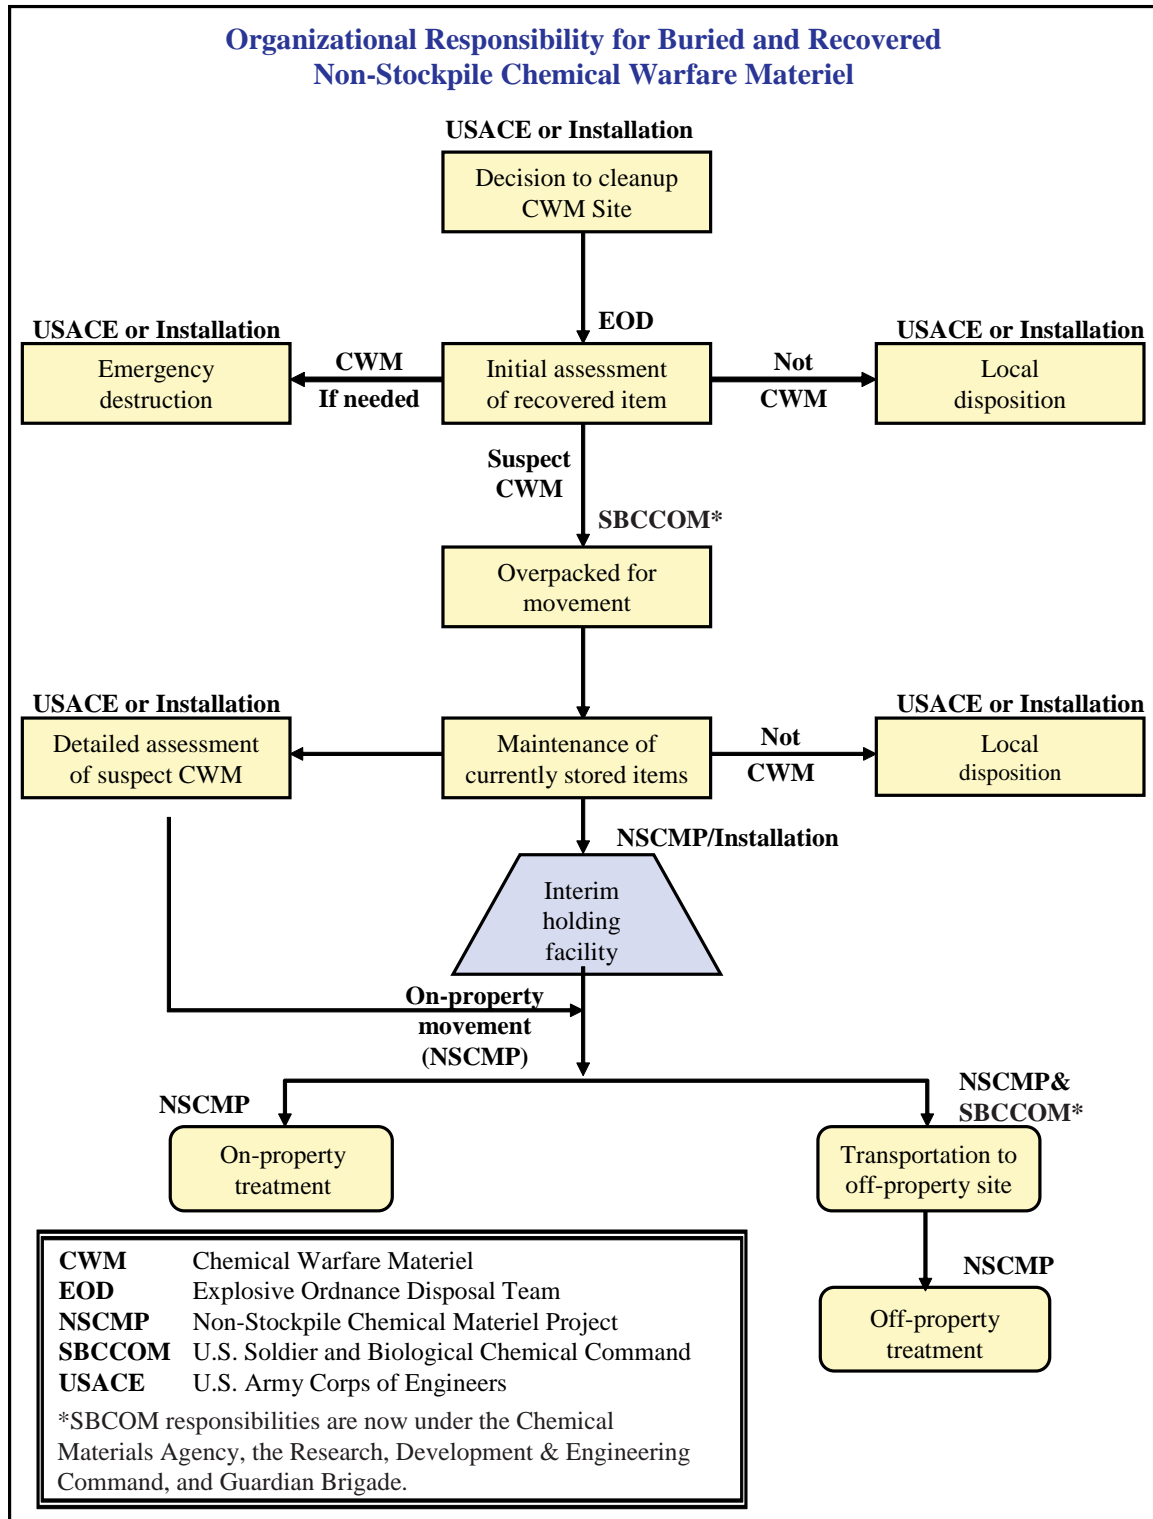 Organizational Responsibility for Buried and Recovered
Non-Stockpile Chemical Warfare Materiel
USACE or Installation
Decision to cleanup
CWM Site
EOD
USACE or Installation
Emergency
destruction
CWM
If needed
Initial assessment
of recovered item
Not
CWM
USACE or Installation
Local
disposition
Suspect
CWM
SBCCOM*
Overpacked for
movement
USACE or Installation
Detailed assessment
of suspect CWM
Maintenance of
currently stored items
Not
CWM
USACE or Installation
Local
disposition
NSCMP/Installation
Interim
holding
facility
On-property
movement
(NSCMP)
NSCMP
On-property
treatment
NSCMP&
SBCCOM*
Transportation to
off-property site
NSCMP
Off-property
treatment
CWM Chemical Warfare Materiel
EOD Explosive Ordnance Disposal Team
NSCMP Non-Stockpile Chemical Materiel Project
SBCCOM U.S. Soldier and Biological Chemical Command
USACE U.S. Army Corps of Engineers
*SBCOM responsibilities are now under the Chemical
Materials Agency, the Research, Development & Engineering
Command, and Guardian Brigade.